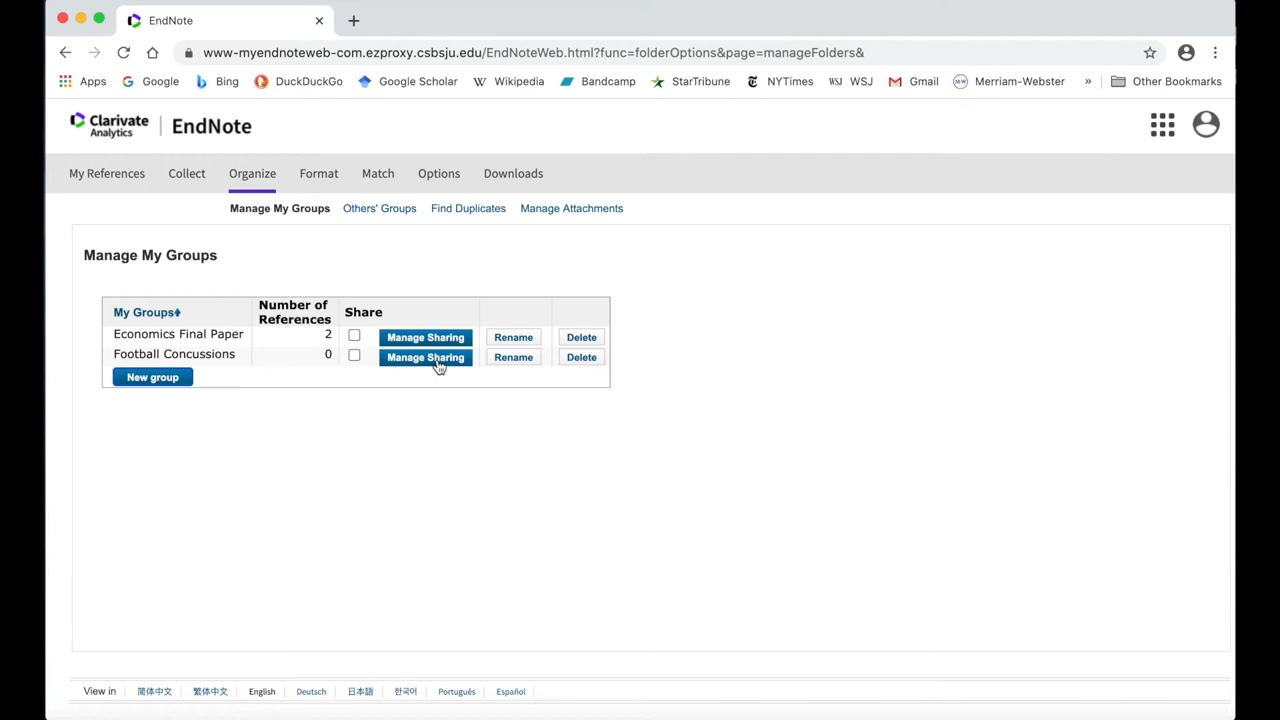 EndNote
www-myendnoteweb-com.ezproxy.csbsju.edu/EndNoteWeb.html?func=folderOptions&page=manageFolders&
Apps Google Bing DuckDuckGo Google Scholar Wikipedia Bandcamp StarTribune NYTimes WSJ WSJ Gmail Merriam-Webster » Other Bookmarks
Clarivate Analytics EndNote
My References Collect Organize Format Match Options Downloads
Manage My Groups Others' Groups Find Duplicates Manage Attachments
Manage My Groups
My Groups Number of References Share
Economics Final Paper 2 Manage Sharing Rename Delete
Football Concussions 0 Manage Sharing Rename Delete
New group
View in 简体中文 繁体中文 English Deutsch 日本語 한국어 Português Español